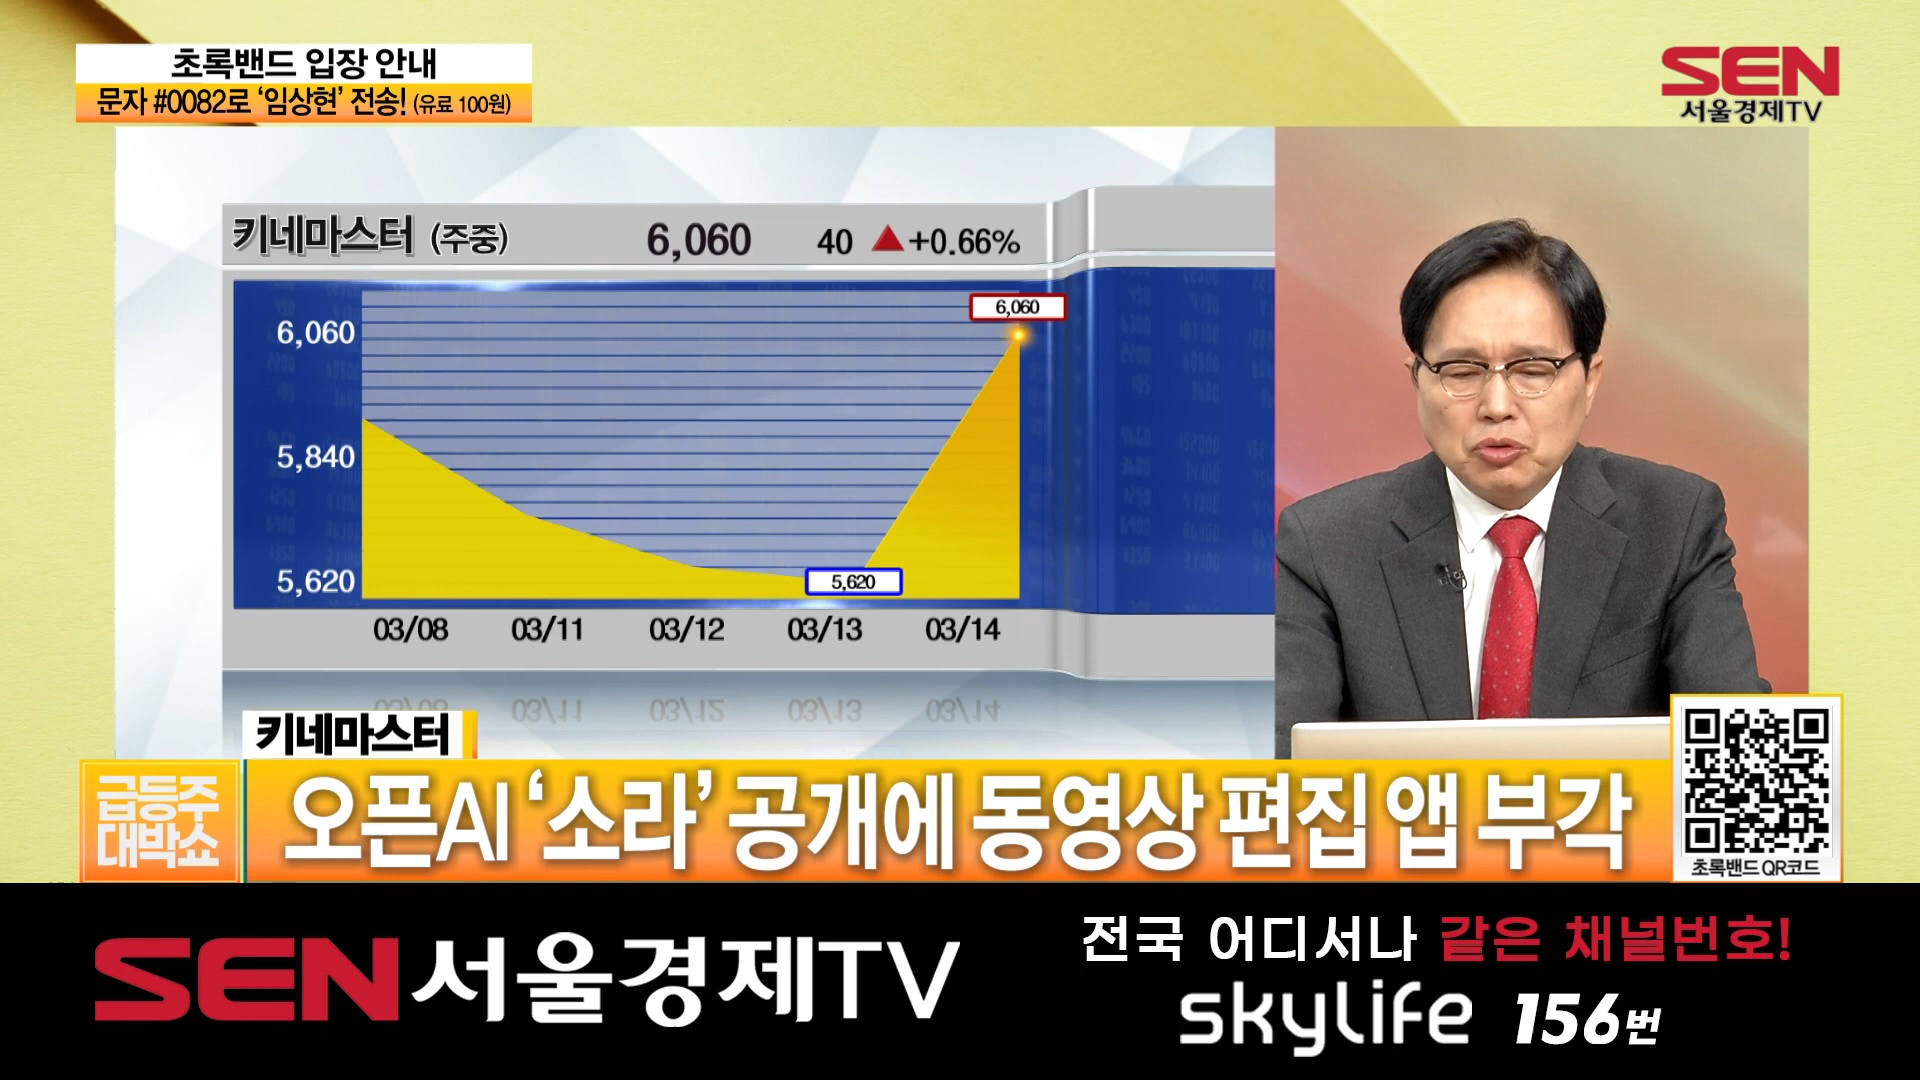 초록밴드 입장 안내
문자 #0082로 ‘임상현’ 전송! (유료 100원)
SEN
서울경제TV
키네마스터 (주중) 6,060 40 ▲+0.66%
6,060
6,060
5,840
5,620
5,620
03/08 03/11 03/12 03/13 03/14
키네마스터
급등주
대박쇼
오픈AI ‘소라’ 공개에 동영상 편집 앱 부각
초록밴드 QR코드
SEN 서울경제TV
전국 어디서나 같은 채널번호!
skylife 156번